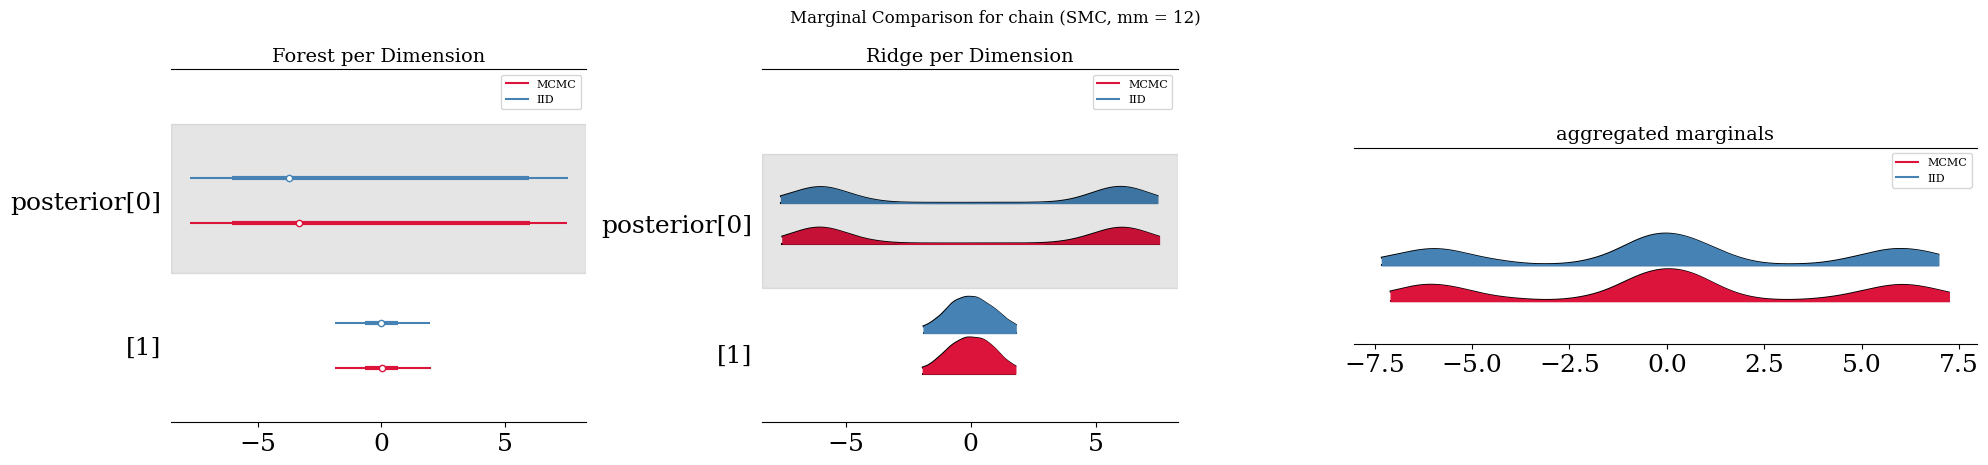 Marginal Comparison for chain (SMC, mm = 12)
Forest per Dimension
MCMC
IID
posterior[0]
[1]
−5 0 5
Ridge per Dimension
MCMC
IID
posterior[0]
[1]
−5 0 5
aggregated marginals
MCMC
IID
−7.5 −5.0 −2.5 0.0 2.5 5.0 7.5